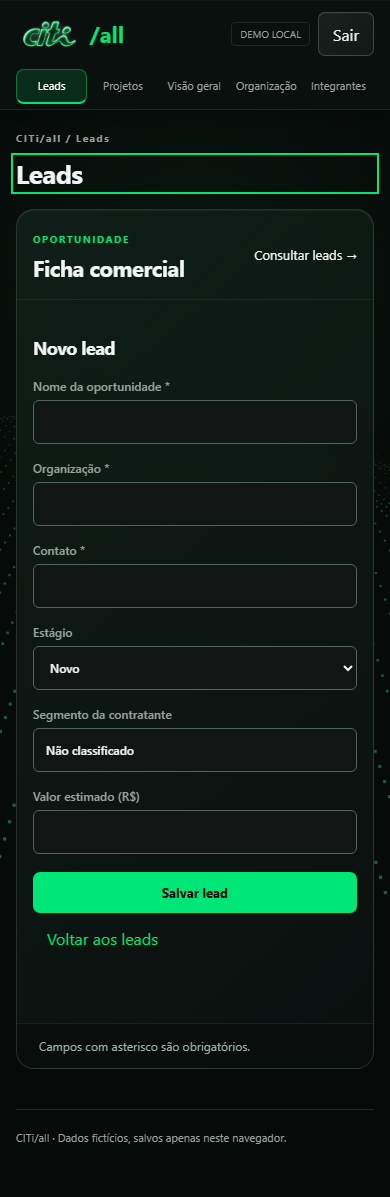 citi /all
DEMO LOCAL
Sair
Leads
Projetos
Visão geral
Organização
Integrantes
CITi/all / Leads
Leads
OPORTUNIDADE
Ficha comercial
Consultar leads →
Novo lead
Nome da oportunidade *
Organização *
Contato *
Estágio
Novo
Segmento da contratante
Não classificado
Valor estimado (R$)
Salvar lead
Voltar aos leads
Campos com asterisco são obrigatórios.
CITi/all · Dados fictícios, salvos apenas neste navegador.